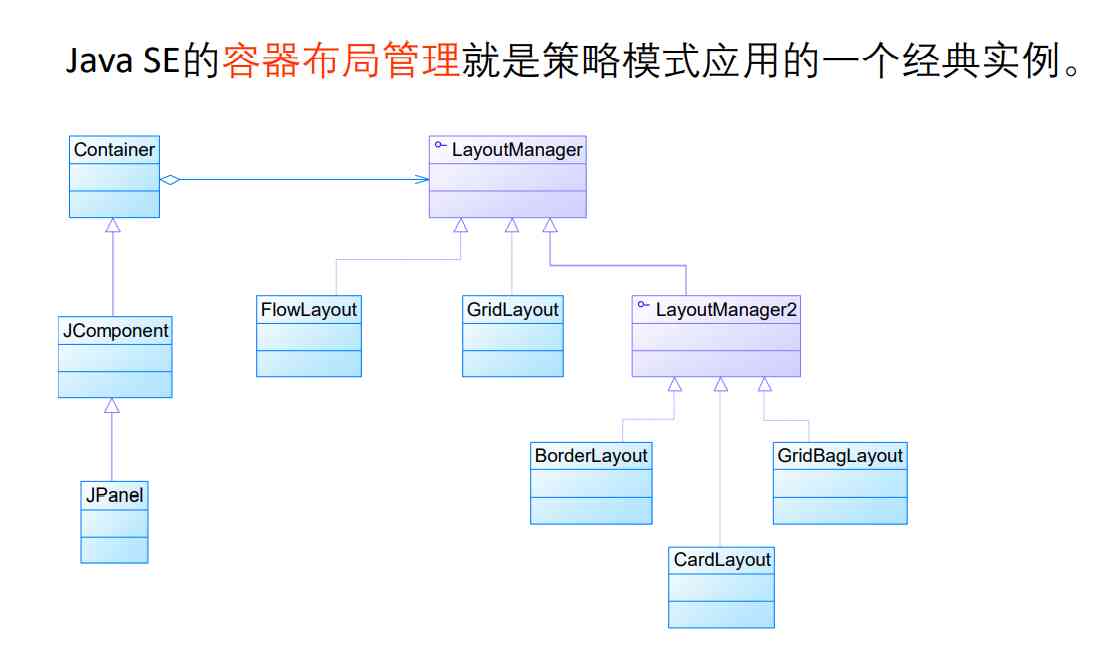 Java SE的容器布局管理就是策略模式应用的一个经典实例。
Container
LayoutManager
FlowLayout
GridLayout
LayoutManager2
JComponent
BorderLayout
GridBagLayout
JPanel
CardLayout